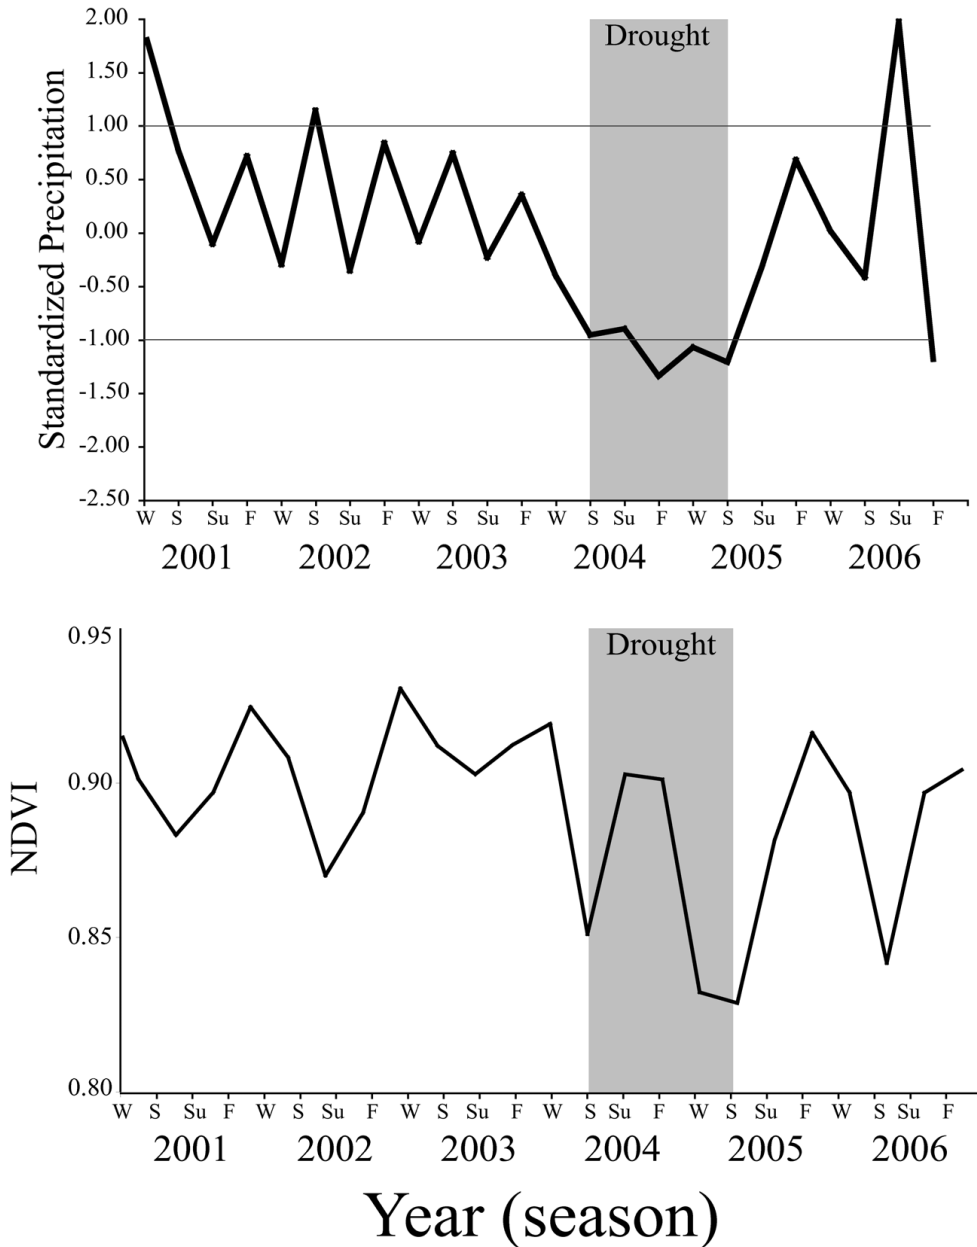 2.00
Drought
1.50
1.00
0.50
0.00
-0.50
-1.00
-1.50
-2.00
-2.50
Standardized Precipitation
W S Su F W S Su F W S Su F W S Su F W S Su F W S Su F
2001 2002 2003 2004 2005 2006
0.95
Drought
0.90
0.85
0.80
NDVI
W S Su F W S Su F W S Su F W S Su F W S Su F W S Su F
2001 2002 2003 2004 2005 2006
Year (season)